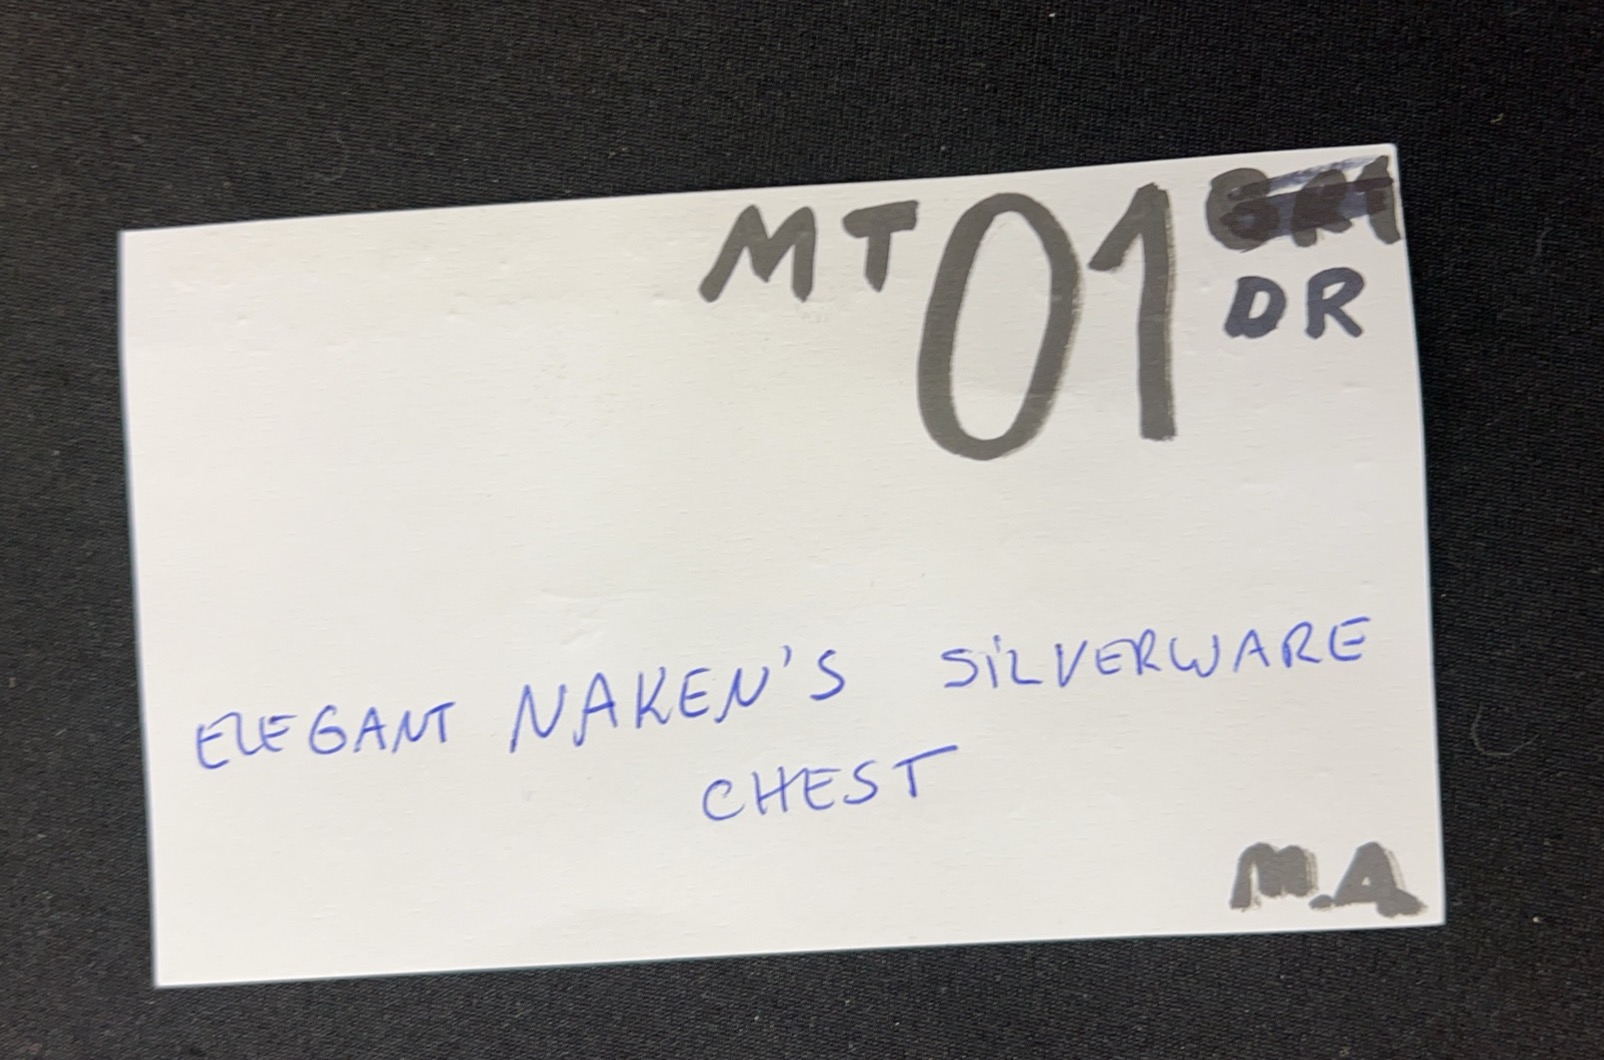 MT 01
DR
ELEGANT NAKEN'S SiLVERWARE
CHEST
M.A